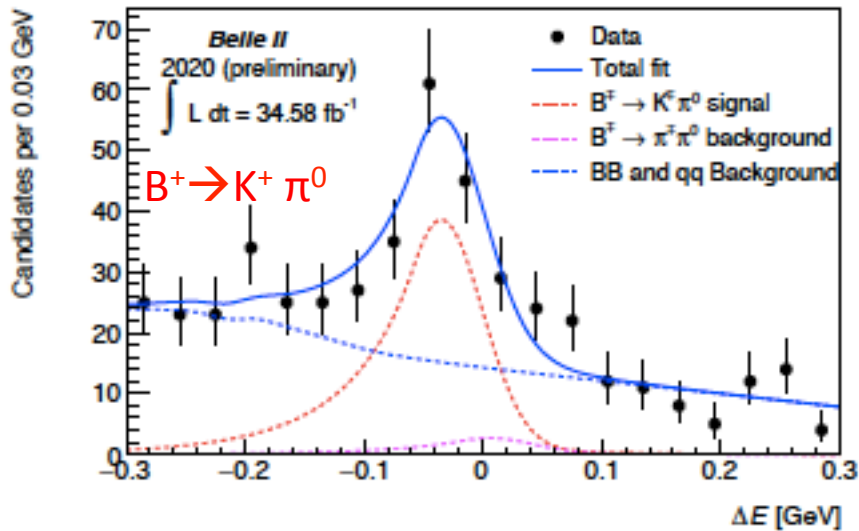 Candidates per 0.03 GeV
70
60
50
40
30
20
10
0
Belle II
2020 (preliminary)
∫ L dt = 34.58 fb⁻¹
B⁺→K⁺ π⁰
Data
Total fit
B∓ → K∓π⁰ signal
B∓ → π∓π⁰ background
BB and qq Background
−0.3
−0.2
−0.1
0
0.1
0.2
0.3
ΔE [GeV]